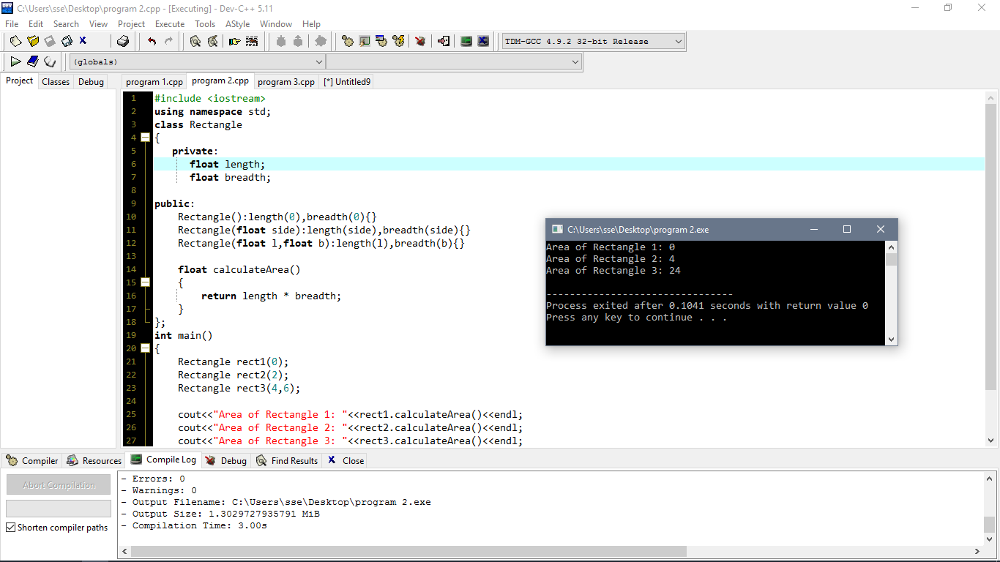 C:\Users\sse\Desktop\program 2.cpp - [Executing] - Dev-C++ 5.11
File Edit Search View Project Execute Tools AStyle Window Help
TDM-GCC 4.9.2 32-bit Release
(globals)
Project Classes Debug
program 1.cpp program 2.cpp program 3.cpp [*] Untitled9
1 #include <iostream>
2 using namespace std;
3 class Rectangle
4 {
5 private:
6 float length;
7 float breadth;
8
9 public:
10 Rectangle():length(0),breadth(0){}
11 Rectangle(float side):length(side),breadth(side){}
12 Rectangle(float l,float b):length(l),breadth(b){}
13
14 float calculateArea()
15 {
16 return length * breadth;
17 }
18 };
19 int main()
20 {
21 Rectangle rect1(0);
22 Rectangle rect2(2);
23 Rectangle rect3(4,6);
24
25 cout<<"Area of Rectangle 1: "<<rect1.calculateArea()<<endl;
26 cout<<"Area of Rectangle 2: "<<rect2.calculateArea()<<endl;
27 cout<<"Area of Rectangle 3: "<<rect3.calculateArea()<<endl;
C:\Users\sse\Desktop\program 2.exe
Area of Rectangle 1: 0
Area of Rectangle 2: 4
Area of Rectangle 3: 24
--------------------------------
Process exited after 0.1041 seconds with return value 0
Press any key to continue . . .
Compiler Resources Compile Log Debug Find Results Close
Abort Compilation
Shorten compiler paths
- Errors: 0
- Warnings: 0
- Output Filename: C:\Users\sse\Desktop\program 2.exe
- Output Size: 1.3029727935791 MiB
- Compilation Time: 3.00s